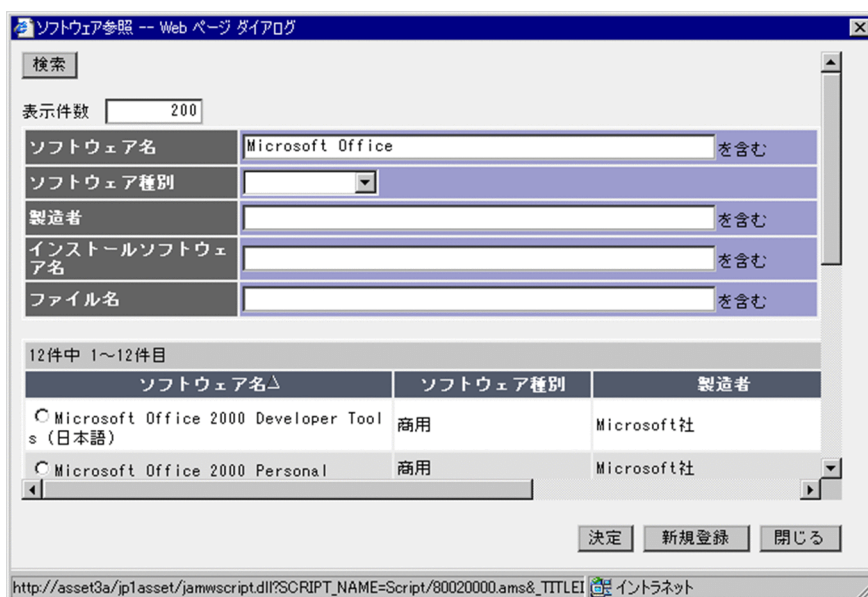 ソフトウェア参照 -- Web ページ ダイアログ
検索
表示件数 200
ソフトウェア名 Microsoft Office を含む
ソフトウェア種別
製造者 を含む
インストールソフトウェ
ア名 を含む
ファイル名 を含む
12件中 1〜12件目
ソフトウェア名△ ソフトウェア種別 製造者
Microsoft Office 2000 Developer Tool
s (日本語) 商用 Microsoft社
Microsoft Office 2000 Personal 商用 Microsoft社
決定 新規登録 閉じる
http://asset3a/jp1asset/jamwscript.dll?SCRIPT_NAME=Script/80020000.ams&_TITLEI イントラネット